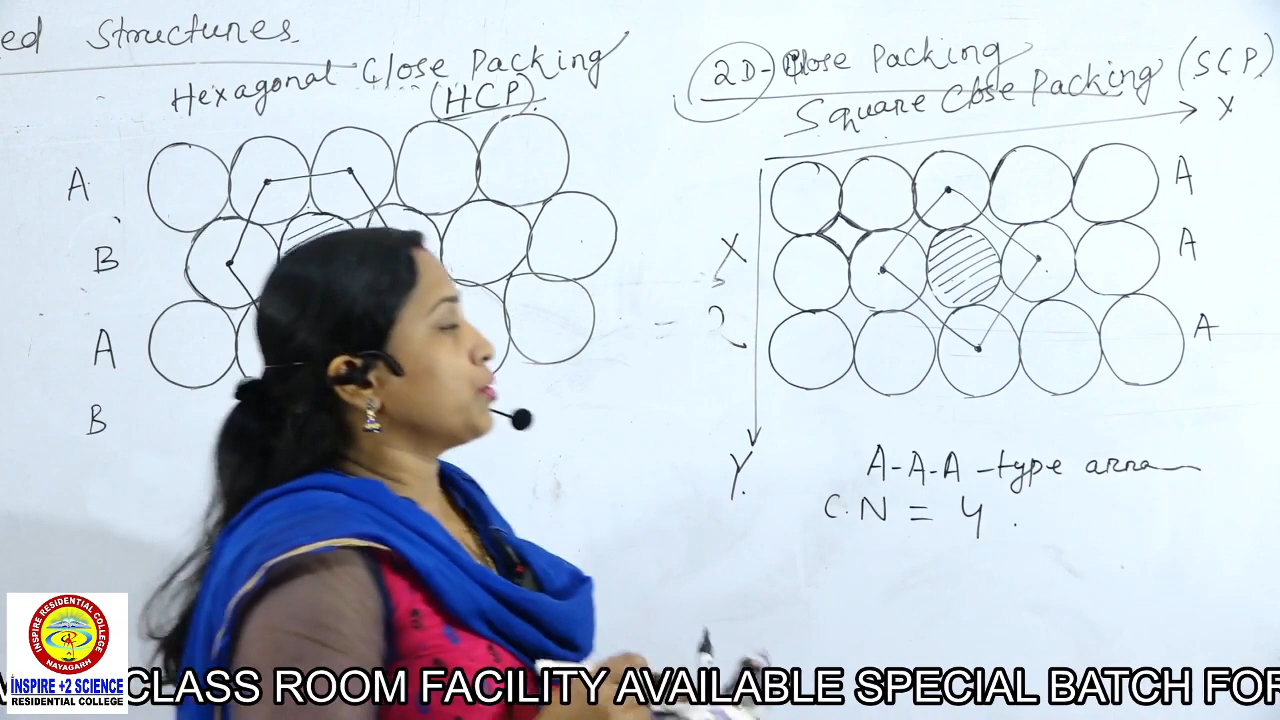 ed Structures
Hexagonal Close Packing
(HCP).
A
B
A
B
2D-Close Packing
Square Close Packing (SCP)
X
A
X
A
2
A
Y.
A-A-A-type arra
C.N = 4.
INSPIRE RESIDENTIAL COLLEGE
NAYAGARH
INSPIRE +2 SCIENCE
RESIDENTIAL COLLEGE
CLASS ROOM FACILITY AVAILABLE SPECIAL BATCH FOR